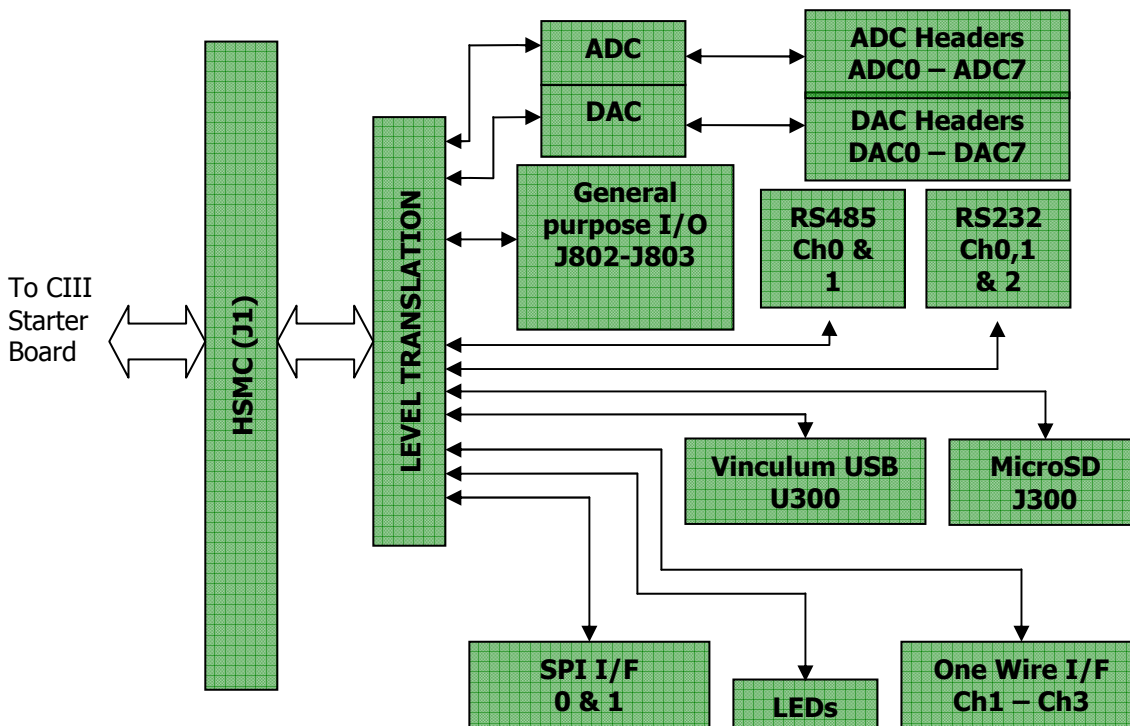 To CIII
Starter
Board
HSMC (J1)
LEVEL TRANSLATION
ADC
DAC
ADC Headers
ADC0 – ADC7
DAC Headers
DAC0 – DAC7
General
purpose I/O
J802-J803
RS485
Ch0 &
1
RS232
Ch0,1
& 2
Vinculum USB
U300
MicroSD
J300
SPI I/F
0 & 1
LEDs
One Wire I/F
Ch1 – Ch3